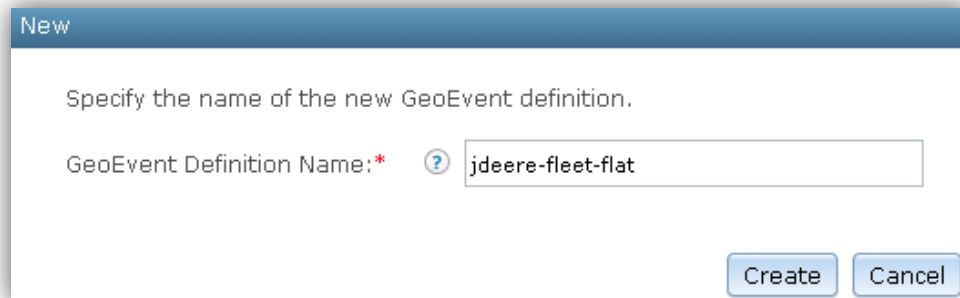 New
Specify the name of the new GeoEvent definition.
GeoEvent Definition Name:* ? jdeere-fleet-flat
Create Cancel